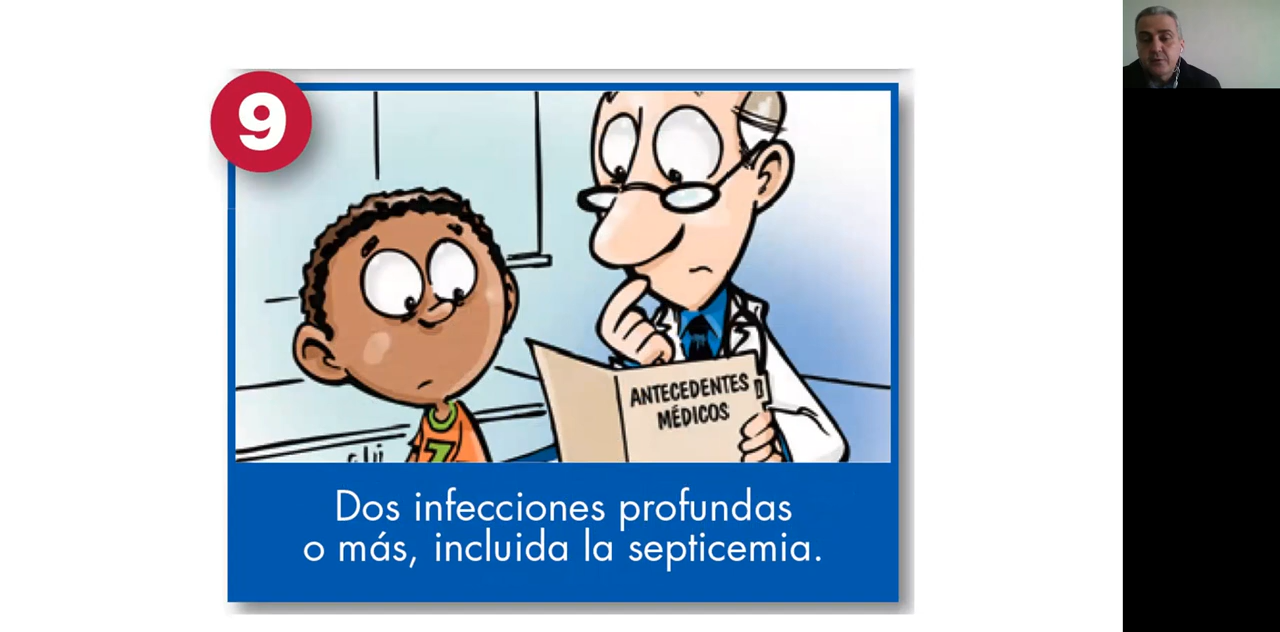 9
ANTECEDENTES
MÉDICOS
Dos infecciones profundas
o más, incluida la septicemia.